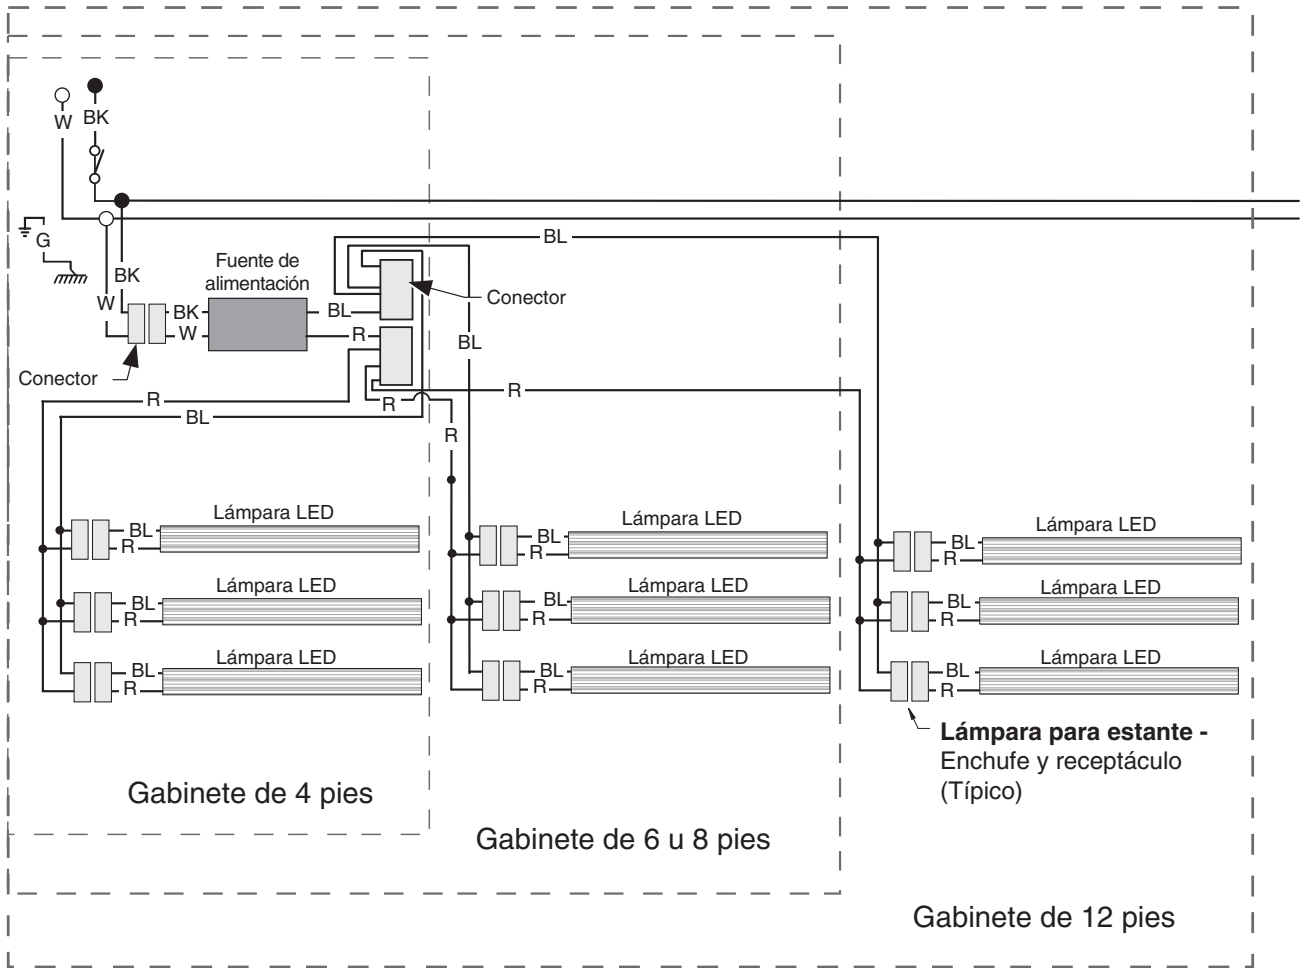 W
BK
G
BK
W
BK
W
Fuente de
alimentación
BL
R
BL
Conector
BL
Conector
R
BL
R
R
R
Lámpara LED
BL
R
Lámpara LED
BL
R
Lámpara LED
BL
R
Lámpara LED
BL
R
Lámpara LED
BL
R
Lámpara LED
BL
R
Lámpara LED
BL
R
Lámpara LED
BL
R
Lámpara LED
BL
R
Lámpara para estante -
Enchufe y receptáculo
(Típico)
Gabinete de 4 pies
Gabinete de 6 u 8 pies
Gabinete de 12 pies